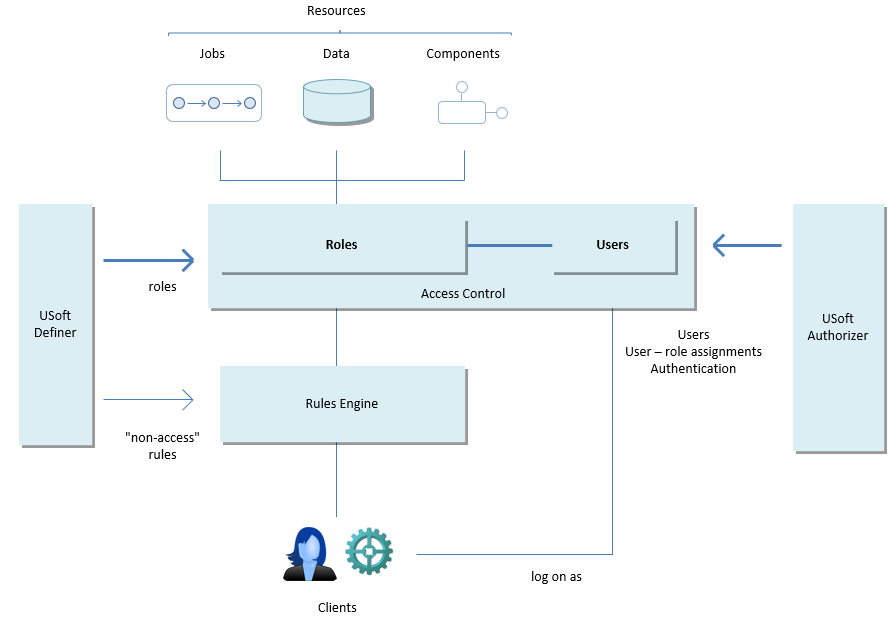 Resources
Jobs
Data
Components
Roles
Users
Access Control
roles
USoft
Definer
USoft
Authorizer
Users
User – role assignments
Authentication
Rules Engine
"non-access"
rules
log on as
Clients